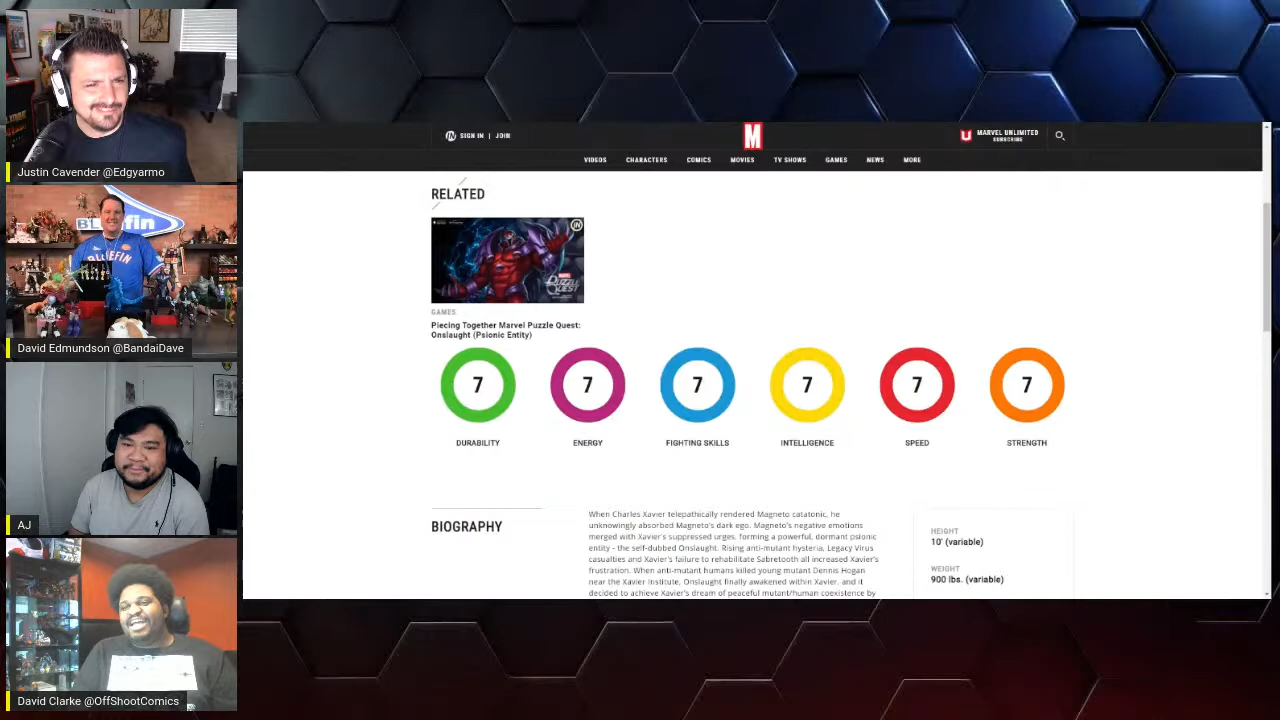 Justin Cavender @Edgyarmo
BLUEfin
BLUEFIN
David Edmundson @BandaiDave
AJ
David Clarke @OffShootComics
SIGN IN | JOIN
M
MARVEL UNLIMITED
SUBSCRIBE
VIDEOS CHARACTERS COMICS MOVIES TV SHOWS GAMES NEWS MORE
RELATED
MARVEL
PUZZLE
QUEST
GAMES
Piecing Together Marvel Puzzle Quest:
Onslaught (Psionic Entity)
7 7 7 7 7 7
DURABILITY ENERGY FIGHTING SKILLS INTELLIGENCE SPEED STRENGTH
BIOGRAPHY
When Charles Xavier telepathically rendered Magneto catatonic, he
unknowingly absorbed Magneto's dark ego. Magneto's negative emotions
merged with Xavier's suppressed urges, forming a powerful, dormant psionic
entity - the self-dubbed Onslaught. Rising anti-mutant hysteria, Legacy Virus
casualties and Xavier's failure to rehabilitate Sabretooth all increased Xavier's
frustration. When anti-mutant humans killed young mutant Dennis Hogan
near the Xavier Institute, Onslaught finally awakened within Xavier, and it
decided to achieve Xavier's dream of peaceful mutant/human coexistence by
HEIGHT
10' (variable)
WEIGHT
900 lbs. (variable)